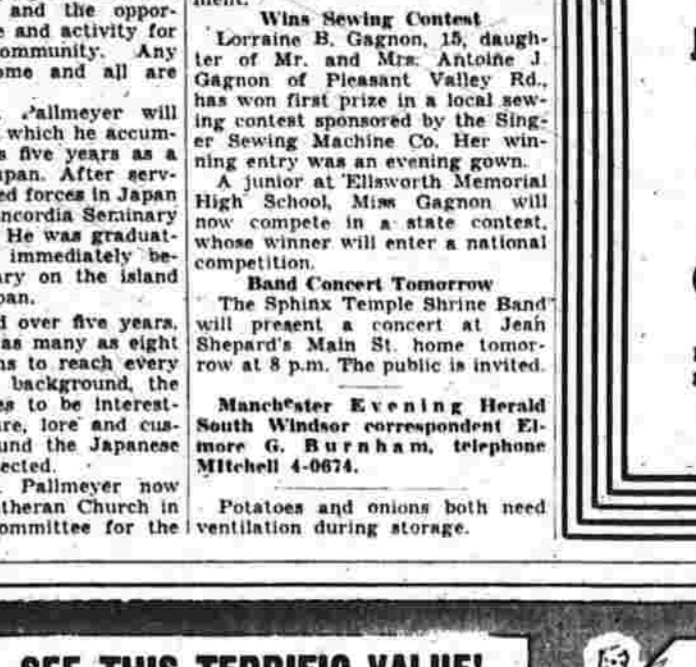 and the oppor-
e and activity for
ommunity. Any
ome and all are
Pallmeyer will
which he accum-
s five years as a
apan. After serv-
ed forces in Japan
ncordia Seminary
He was graduat-
immediately be-
ary on the island
pan.
d over five years,
as many as eight
ns to reach every
background, the
es to be interest-
ure, lore and cus-
und the Japanese
ected.
Pallmeyer now
theran Church in
ommittee for the
ment.
Wins Sewing Contest
Lorraine B. Gagnon, 15, daugh-
ter of Mr. and Mrs. Antoine J.
Gagnon of Pleasant Valley Rd.,
has won first prize in a local sew-
ing contest sponsored by the Sing-
er Sewing Machine Co. Her win-
ning entry was an evening gown.
A junior at Ellsworth Memorial
High School, Miss Gagnon will
now compete in a state contest,
whose winner will enter a national
competition.
Band Concert Tomorrow
The Sphinx Temple Shrine Band
will present a concert at Jean
Shepard's Main St. home tomor-
row at 8 p.m. The public is invited.
Manchester Evening Herald
South Windsor correspondent El-
more G. Burnham, telephone
MItchell 4-0674.
Potatoes and onions both need
ventilation during storage.
SEE THIS TERRIFIC VALUE!